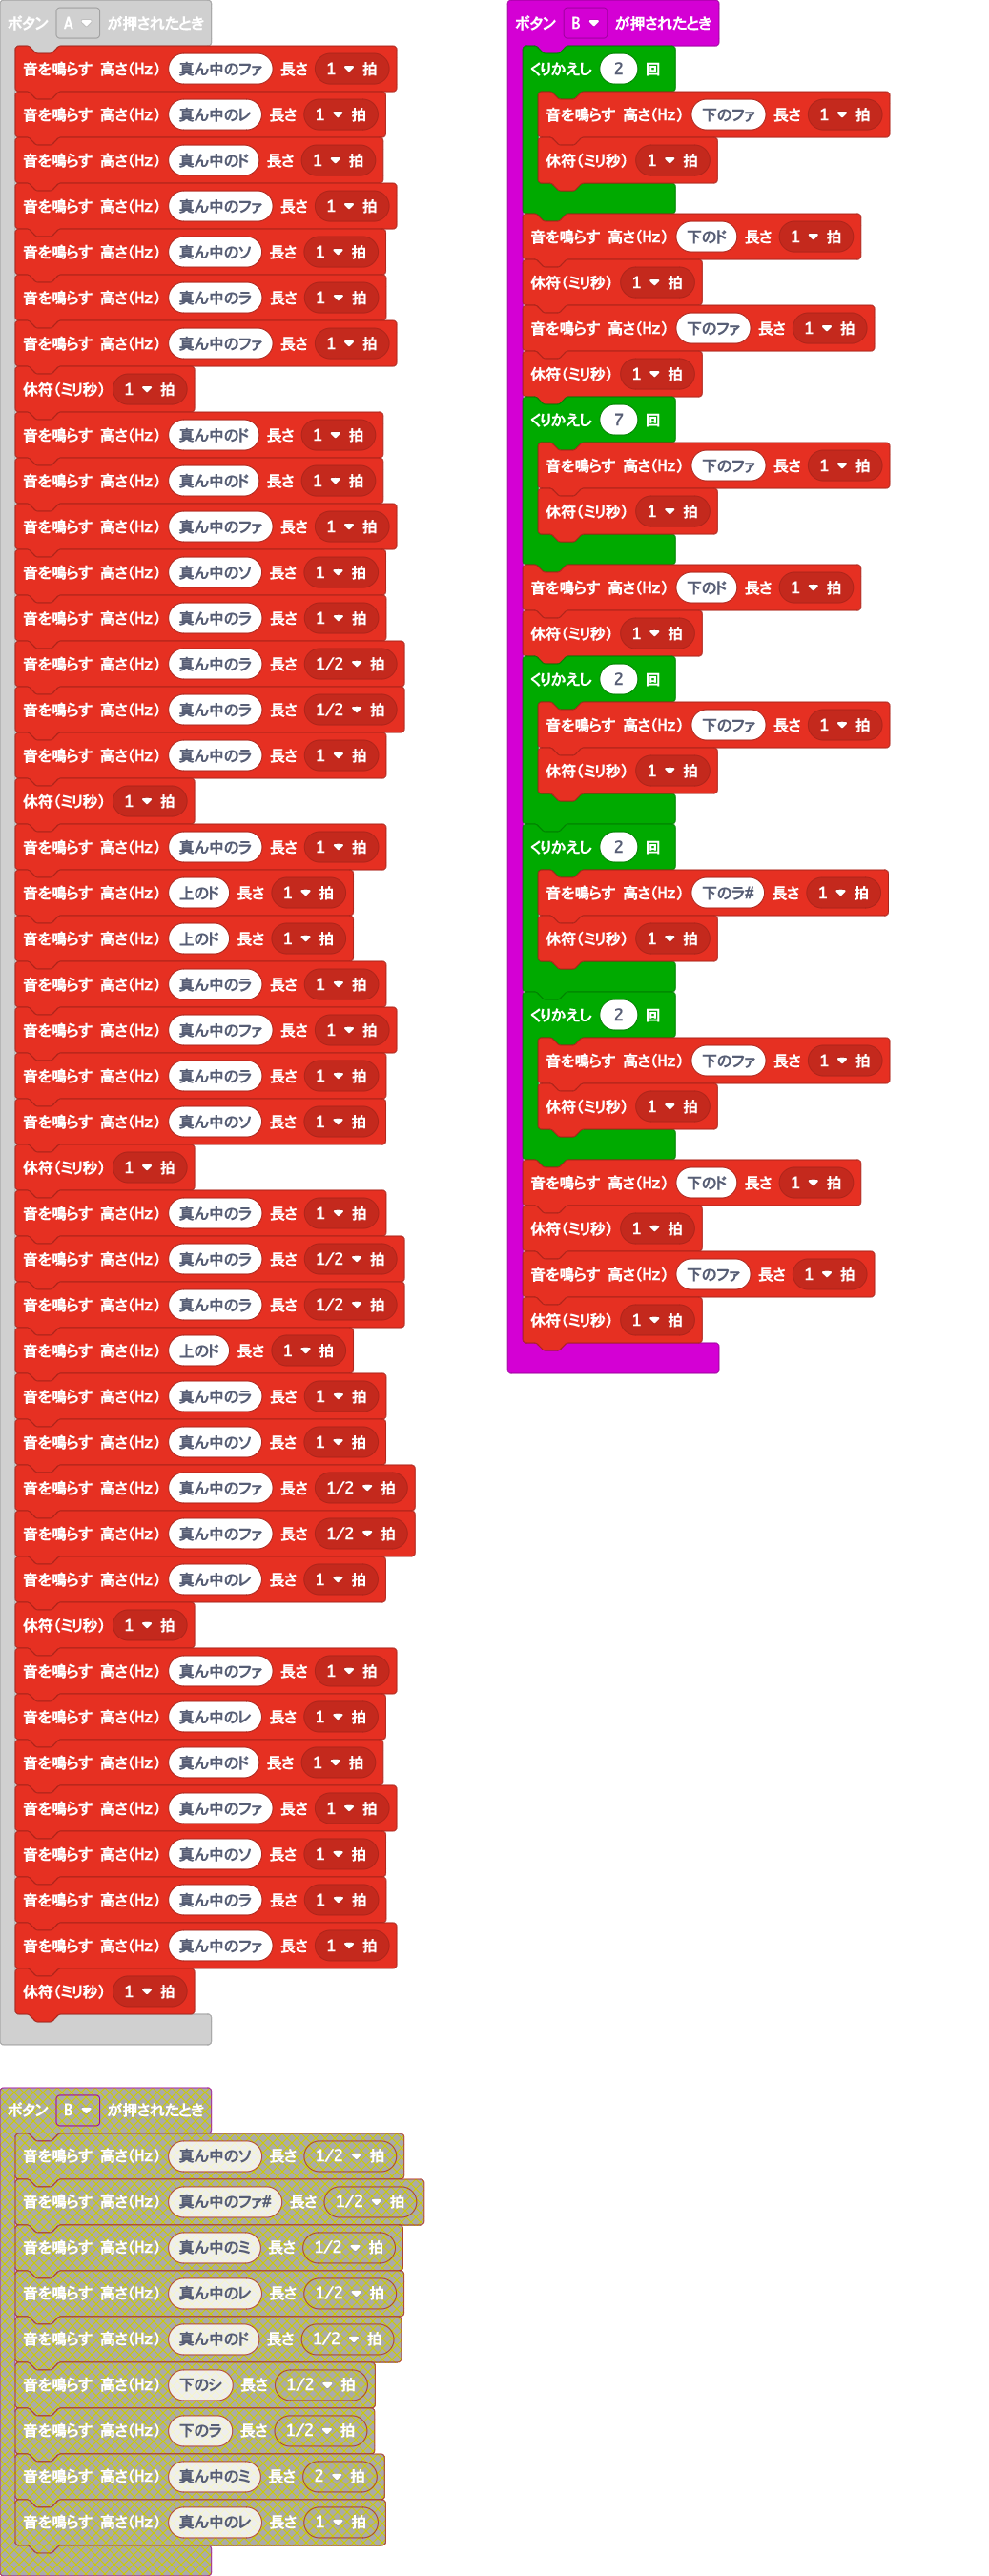 ボタン A が押されたとき
音を鳴らす 高さ(Hz) 真ん中のファ 長さ 1 拍
音を鳴らす 高さ(Hz) 真ん中のレ 長さ 1 拍
音を鳴らす 高さ(Hz) 真ん中のド 長さ 1 拍
音を鳴らす 高さ(Hz) 真ん中のファ 長さ 1 拍
音を鳴らす 高さ(Hz) 真ん中のソ 長さ 1 拍
音を鳴らす 高さ(Hz) 真ん中のラ 長さ 1 拍
音を鳴らす 高さ(Hz) 真ん中のファ 長さ 1 拍
休符(ミリ秒) 1 拍
音を鳴らす 高さ(Hz) 真ん中のド 長さ 1 拍
音を鳴らす 高さ(Hz) 真ん中のド 長さ 1 拍
音を鳴らす 高さ(Hz) 真ん中のファ 長さ 1 拍
音を鳴らす 高さ(Hz) 真ん中のソ 長さ 1 拍
音を鳴らす 高さ(Hz) 真ん中のラ 長さ 1 拍
音を鳴らす 高さ(Hz) 真ん中のラ 長さ 1/2 拍
音を鳴らす 高さ(Hz) 真ん中のラ 長さ 1/2 拍
音を鳴らす 高さ(Hz) 真ん中のラ 長さ 1 拍
休符(ミリ秒) 1 拍
音を鳴らす 高さ(Hz) 真ん中のラ 長さ 1 拍
音を鳴らす 高さ(Hz) 上のド 長さ 1 拍
音を鳴らす 高さ(Hz) 上のド 長さ 1 拍
音を鳴らす 高さ(Hz) 真ん中のラ 長さ 1 拍
音を鳴らす 高さ(Hz) 真ん中のファ 長さ 1 拍
音を鳴らす 高さ(Hz) 真ん中のラ 長さ 1 拍
音を鳴らす 高さ(Hz) 真ん中のソ 長さ 1 拍
休符(ミリ秒) 1 拍
音を鳴らす 高さ(Hz) 真ん中のラ 長さ 1 拍
音を鳴らす 高さ(Hz) 真ん中のラ 長さ 1/2 拍
音を鳴らす 高さ(Hz) 真ん中のラ 長さ 1/2 拍
音を鳴らす 高さ(Hz) 上のド 長さ 1 拍
音を鳴らす 高さ(Hz) 真ん中のラ 長さ 1 拍
音を鳴らす 高さ(Hz) 真ん中のソ 長さ 1 拍
音を鳴らす 高さ(Hz) 真ん中のファ 長さ 1/2 拍
音を鳴らす 高さ(Hz) 真ん中のファ 長さ 1/2 拍
音を鳴らす 高さ(Hz) 真ん中のレ 長さ 1 拍
休符(ミリ秒) 1 拍
音を鳴らす 高さ(Hz) 真ん中のファ 長さ 1 拍
音を鳴らす 高さ(Hz) 真ん中のレ 長さ 1 拍
音を鳴らす 高さ(Hz) 真ん中のド 長さ 1 拍
音を鳴らす 高さ(Hz) 真ん中のファ 長さ 1 拍
音を鳴らす 高さ(Hz) 真ん中のソ 長さ 1 拍
音を鳴らす 高さ(Hz) 真ん中のラ 長さ 1 拍
音を鳴らす 高さ(Hz) 真ん中のファ 長さ 1 拍
休符(ミリ秒) 1 拍
ボタン B が押されたとき
くりかえし 2 回
音を鳴らす 高さ(Hz) 下のファ 長さ 1 拍
休符(ミリ秒) 1 拍
音を鳴らす 高さ(Hz) 下のド 長さ 1 拍
休符(ミリ秒) 1 拍
音を鳴らす 高さ(Hz) 下のファ 長さ 1 拍
休符(ミリ秒) 1 拍
くりかえし 7 回
音を鳴らす 高さ(Hz) 下のファ 長さ 1 拍
休符(ミリ秒) 1 拍
音を鳴らす 高さ(Hz) 下のド 長さ 1 拍
休符(ミリ秒) 1 拍
くりかえし 2 回
音を鳴らす 高さ(Hz) 下のファ 長さ 1 拍
休符(ミリ秒) 1 拍
くりかえし 2 回
音を鳴らす 高さ(Hz) 下のラ# 長さ 1 拍
休符(ミリ秒) 1 拍
くりかえし 2 回
音を鳴らす 高さ(Hz) 下のファ 長さ 1 拍
休符(ミリ秒) 1 拍
音を鳴らす 高さ(Hz) 下のド 長さ 1 拍
休符(ミリ秒) 1 拍
音を鳴らす 高さ(Hz) 下のファ 長さ 1 拍
休符(ミリ秒) 1 拍
ボタン B が押されたとき
音を鳴らす 高さ(Hz) 真ん中のソ 長さ 1/2 拍
音を鳴らす 高さ(Hz) 真ん中のファ# 長さ 1/2 拍
音を鳴らす 高さ(Hz) 真ん中のミ 長さ 1/2 拍
音を鳴らす 高さ(Hz) 真ん中のレ 長さ 1/2 拍
音を鳴らす 高さ(Hz) 真ん中のド 長さ 1/2 拍
音を鳴らす 高さ(Hz) 下のシ 長さ 1/2 拍
音を鳴らす 高さ(Hz) 下のラ 長さ 1/2 拍
音を鳴らす 高さ(Hz) 真ん中のミ 長さ 2 拍
音を鳴らす 高さ(Hz) 真ん中のレ 長さ 1 拍